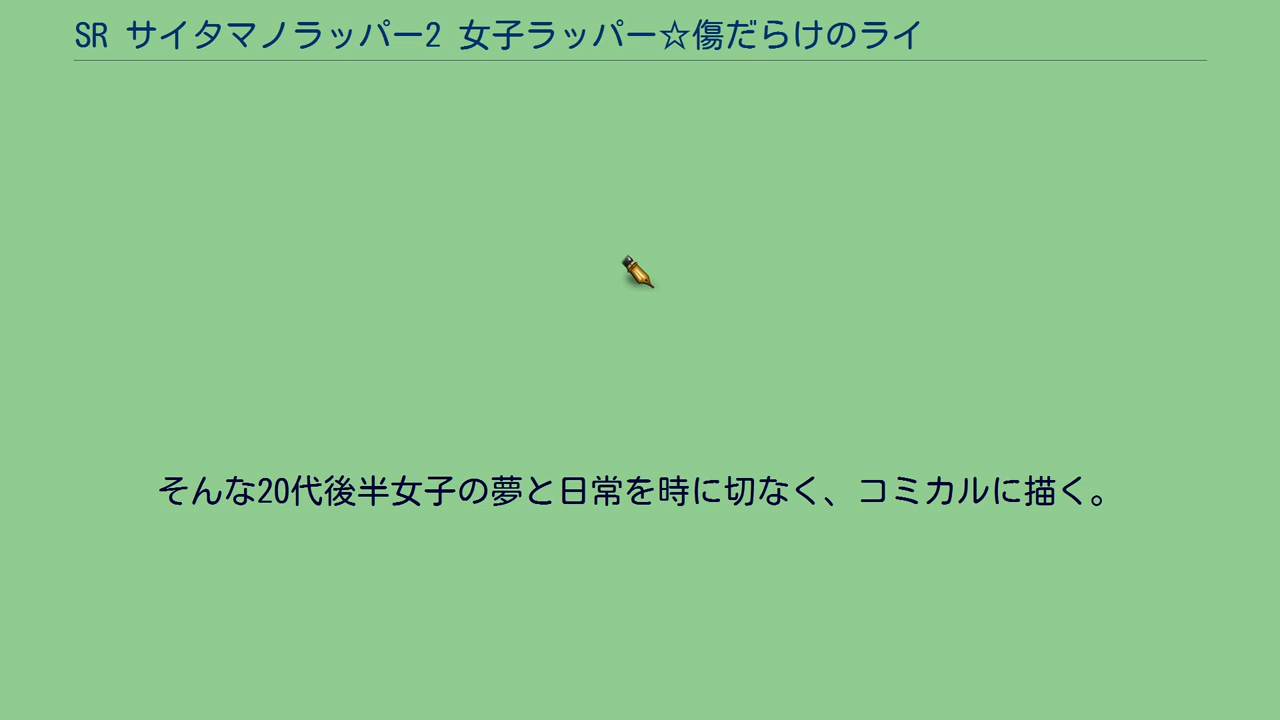 SR サイタマノラッパー2 女子ラッパー☆傷だらけのライ
そんな20代後半女子の夢と日常を時に切なく、コミカルに描く。